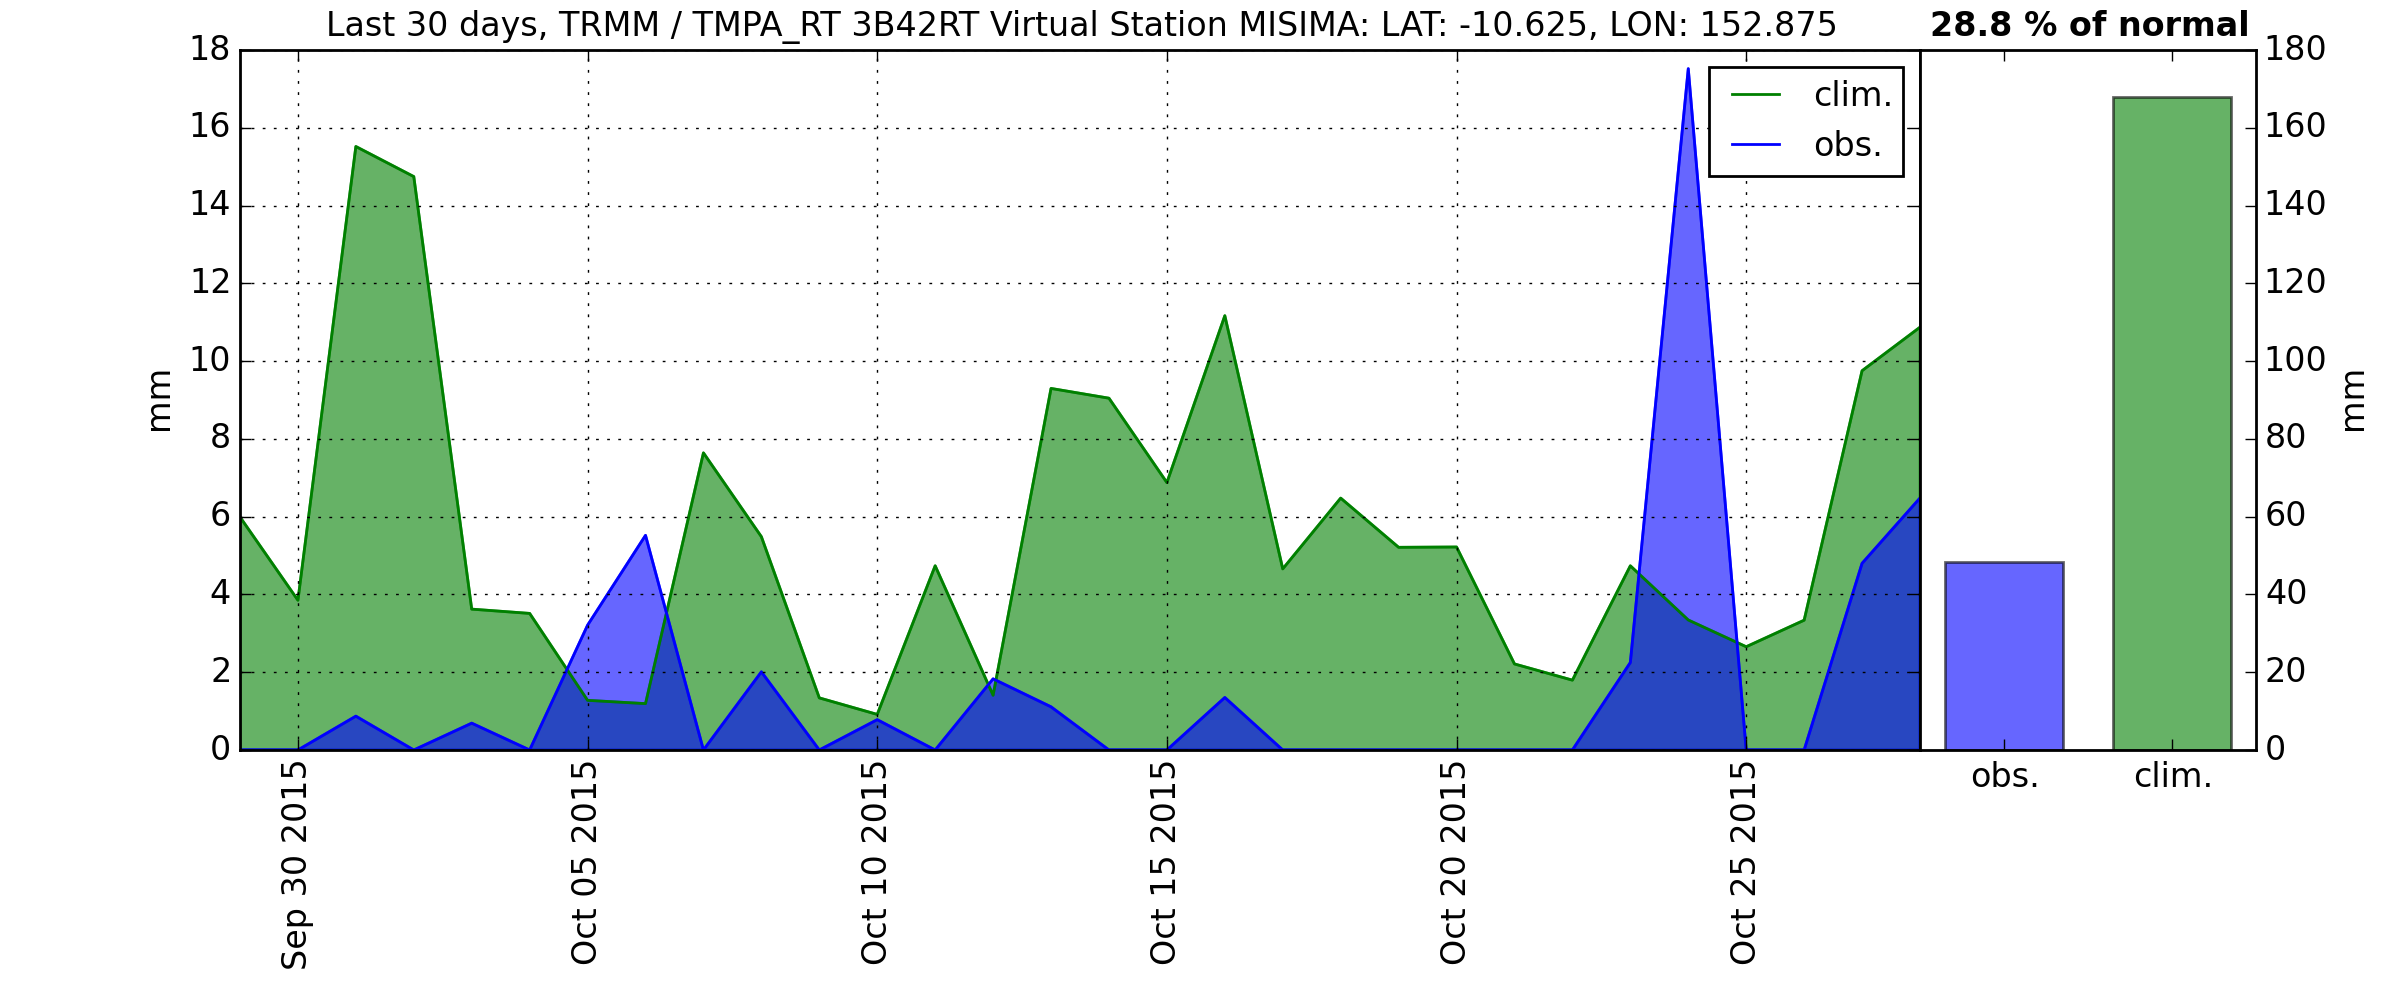 Last 30 days, TRMM / TMPA_RT 3B42RT Virtual Station MISIMA: LAT: -10.625, LON: 152.875
28.8 % of normal
18
16
14
12
10
8
6
4
2
0
mm
clim.
obs.
180
160
140
120
100
80
60
40
20
0
mm
Sep 30 2015
Oct 05 2015
Oct 10 2015
Oct 15 2015
Oct 20 2015
Oct 25 2015
obs.
clim.